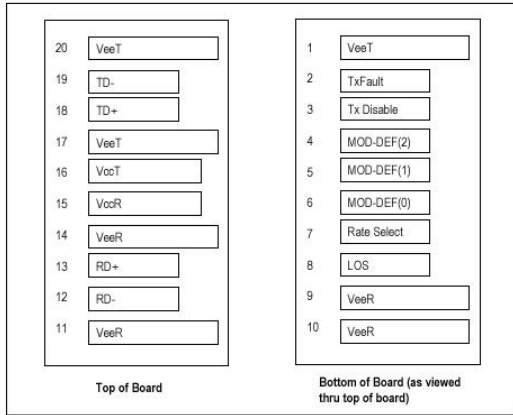 20 VeeT
19 TD-
18 TD+
17 VeeT
16 VccT
15 VccR
14 VeeR
13 RD+
12 RD-
11 VeeR
Top of Board
1 VeeT
2 TxFault
3 Tx Disable
4 MOD-DEF(2)
5 MOD-DEF(1)
6 MOD-DEF(0)
7 Rate Select
8 LOS
9 VeeR
10 VeeR
Bottom of Board (as viewed
thru top of board)